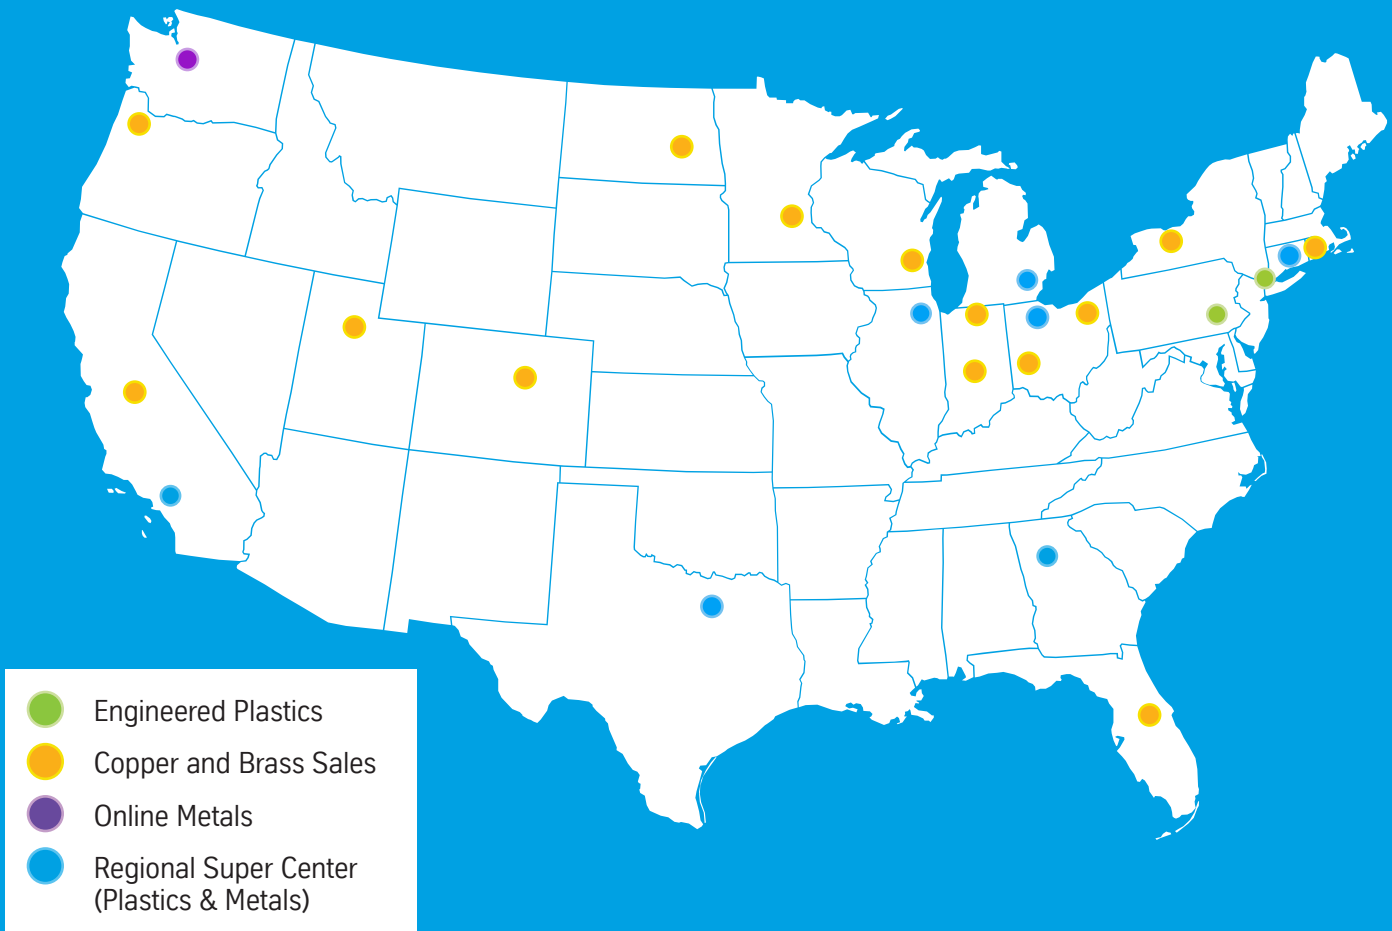 Engineered Plastics
Copper and Brass Sales
Online Metals
Regional Super Center
(Plastics & Metals)